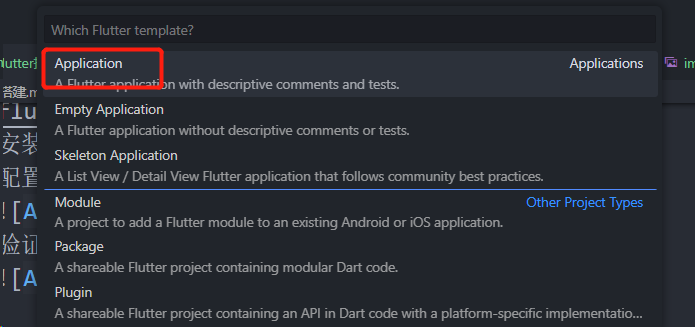 Which Flutter template?
Application
Applications
A Flutter application with descriptive comments and tests.
Empty Application
A Flutter application without descriptive comments or tests.
Skeleton Application
A List View / Detail View Flutter application that follows community best practices.
Module
Other Project Types
A project to add a Flutter module to an existing Android or iOS application.
Package
A shareable Flutter project containing modular Dart code.
Plugin
A shareable Flutter project containing an API in Dart code with a platform-specific implementatio...
lutter
im
搭建.m
安装
配置
![A
验证
![A